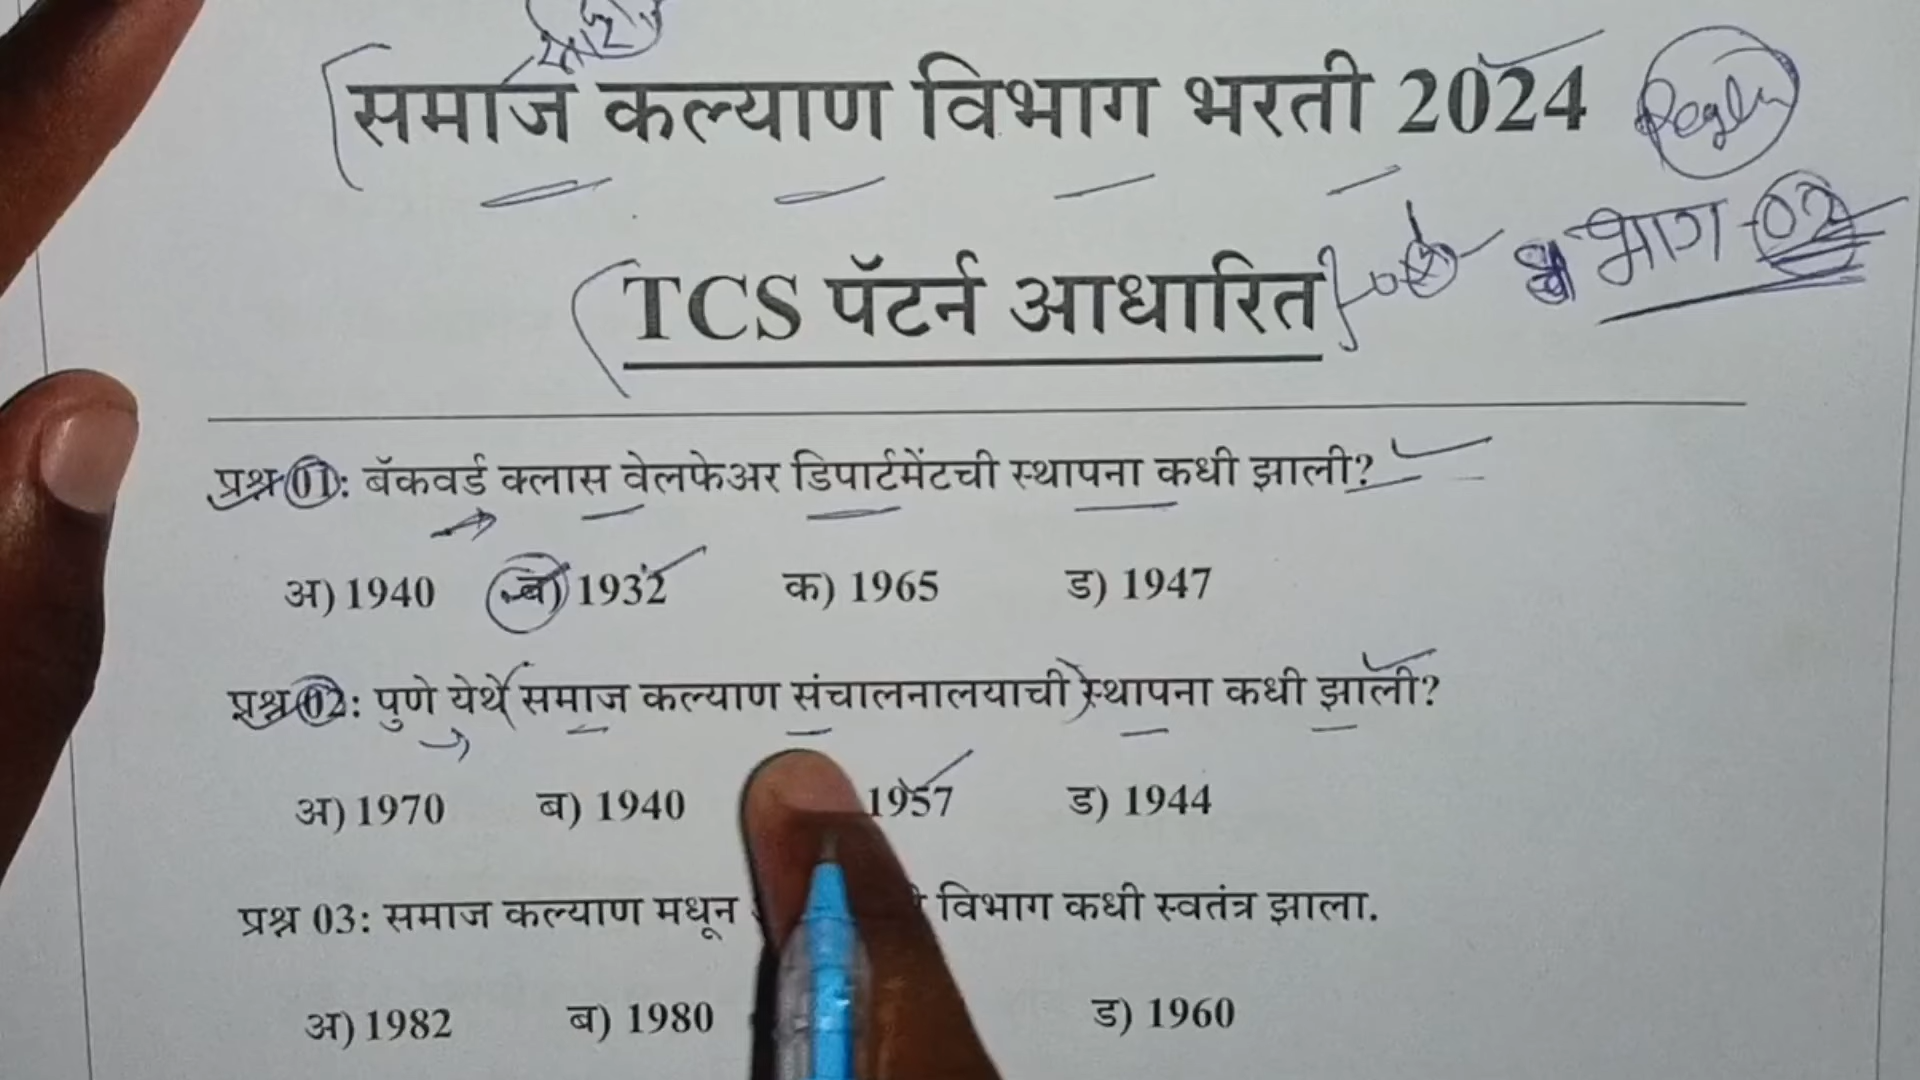 समाज कल्याण विभाग भरती 2024
भाग-02
TCS पॅटर्न आधारित
प्रश्न 01: बॅकवर्ड क्लास वेलफेअर डिपार्टमेंटची स्थापना कधी झाली?
अ) 1940 ब) 1932 क) 1965 ड) 1947
प्रश्न 02: पुणे येथे समाज कल्याण संचालनालयाची स्थापना कधी झाली?
अ) 1970 ब) 1940 1957 ड) 1944
प्रश्न 03: समाज कल्याण मधून विभाग कधी स्वतंत्र झाला.
अ) 1982 ब) 1980 ड) 1960